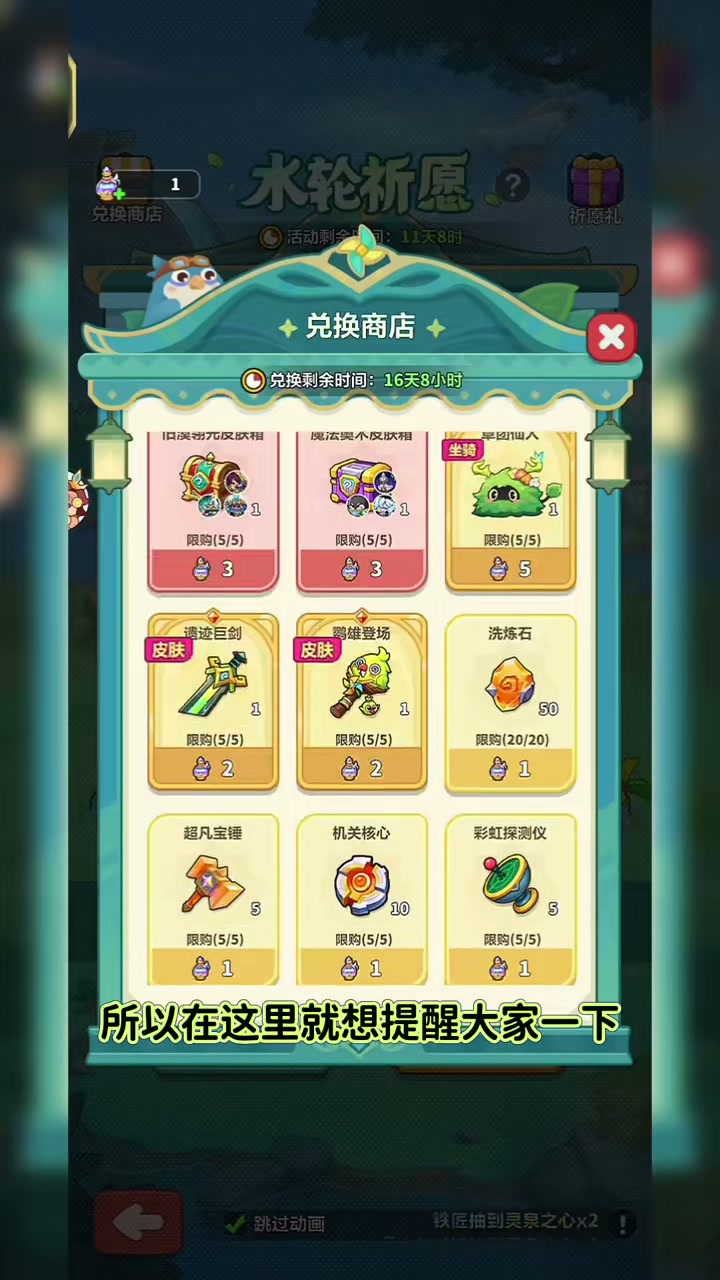 1
水轮祈愿
?
兑换商店
祈愿礼
活动剩余时间：11天8时
兑换商店
兑换剩余时间：16天8小时
1
限购(5/5)
3
1
限购(5/5)
3
坐骑
草团仙人
1
限购(5/5)
5
遗迹巨剑
皮肤
1
限购(5/5)
2
鹦雄登场
皮肤
1
限购(5/5)
2
洗炼石
50
限购(20/20)
1
超凡宝锤
5
限购(5/5)
1
机关核心
10
限购(5/5)
1
彩虹探测仪
5
限购(5/5)
1
所以在这里就想提醒大家一下
跳过动画
铁匠抽到灵泉之心x2
!